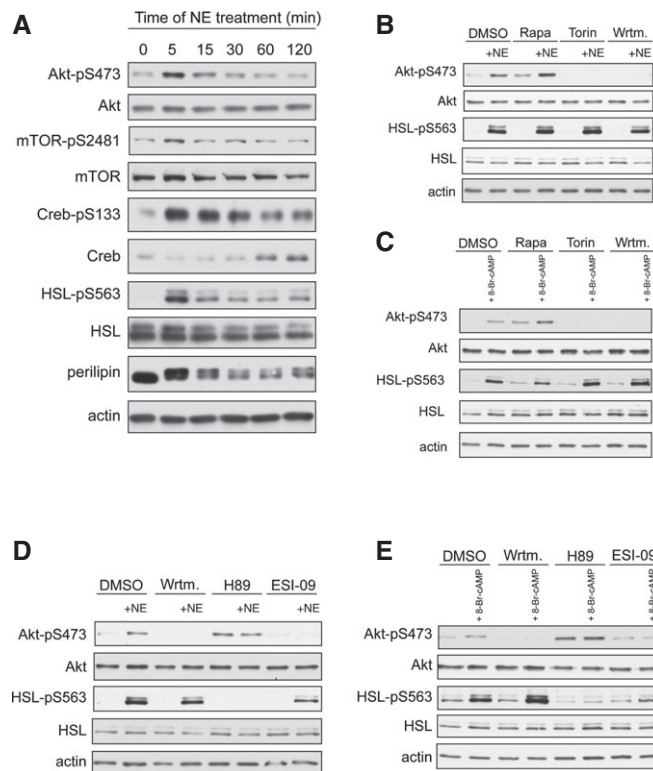 A
Time of NE treatment (min)
0 5 15 30 60 120
Akt-pS473
Akt
mTOR-pS2481
mTOR
Creb-pS133
Creb
HSL-pS563
HSL
perilipin
actin
B
DMSO Rapa Torin Wrtm.
+NE +NE +NE +NE
Akt-pS473
Akt
HSL-pS563
HSL
actin
C
DMSO Rapa Torin Wrtm.
+ 8-Br-cAMP + 8-Br-cAMP + 8-Br-cAMP + 8-Br-cAMP
Akt-pS473
Akt
HSL-pS563
HSL
actin
D
DMSO Wrtm. H89 ESI-09
+NE +NE +NE +NE
Akt-pS473
Akt
HSL-pS563
HSL
actin
E
DMSO Wrtm. H89 ESI-09
+ 8-Br-cAMP + 8-Br-cAMP + 8-Br-cAMP + 8-Br-cAMP
Akt-pS473
Akt
HSL-pS563
HSL
actin